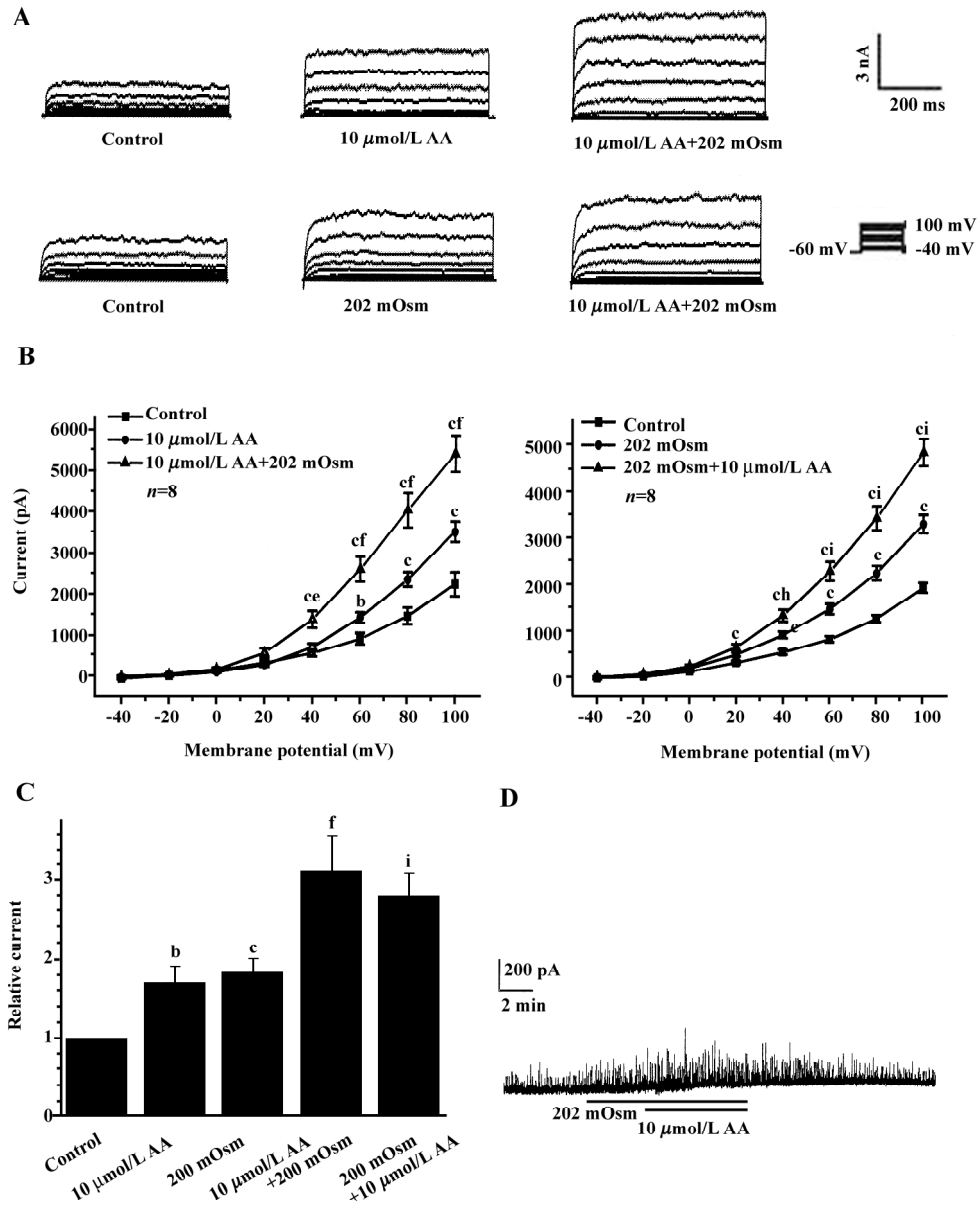 A
3 nA
200 ms
Control
10 μmol/L AA
10 μmol/L AA+202 mOsm
100 mV
-60 mV
-40 mV
Control
202 mOsm
10 μmol/L AA+202 mOsm
B
Control
10 μmol/L AA
10 μmol/L AA+202 mOsm
n=8
cf
cf
cf
ce
c
c
b
6000
5000
4000
3000
2000
1000
0
Current (pA)
-40 -20 0 20 40 60 80 100
Membrane potential (mV)
Control
202 mOsm
202 mOsm+10 μmol/L AA
n=8
ci
ci
ci
ch
c
c
c
c
c
5000
4000
3000
2000
1000
0
-40 -20 0 20 40 60 80 100
Membrane potential (mV)
C
f
i
b
c
3
2
1
0
Relative current
Control
10 μmol/L AA
200 mOsm
10 μmol/L AA
+200 mOsm
200 mOsm
+10 μmol/L AA
D
200 pA
2 min
202 mOsm
10 μmol/L AA